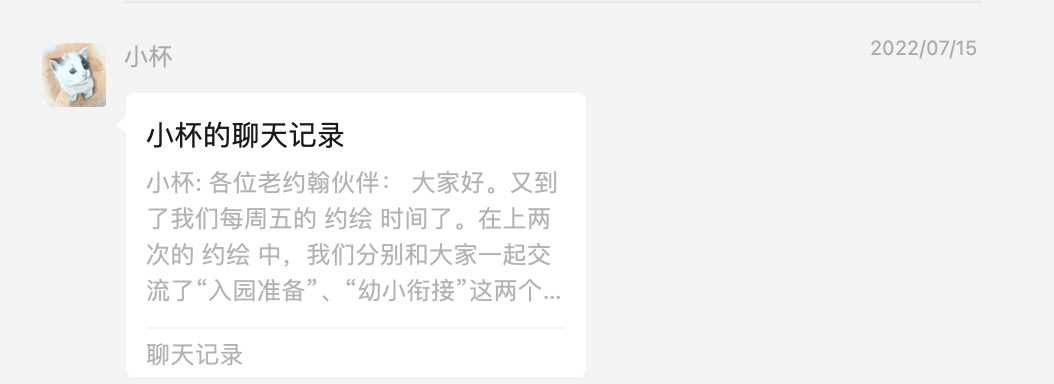 小杯
2022/07/15
小杯的聊天记录
小杯: 各位老约翰伙伴： 大家好。又到
了我们每周五的 约绘 时间了。在上两
次的 约绘 中，我们分别和大家一起交
流了“入园准备”、“幼小衔接”这两个...
聊天记录